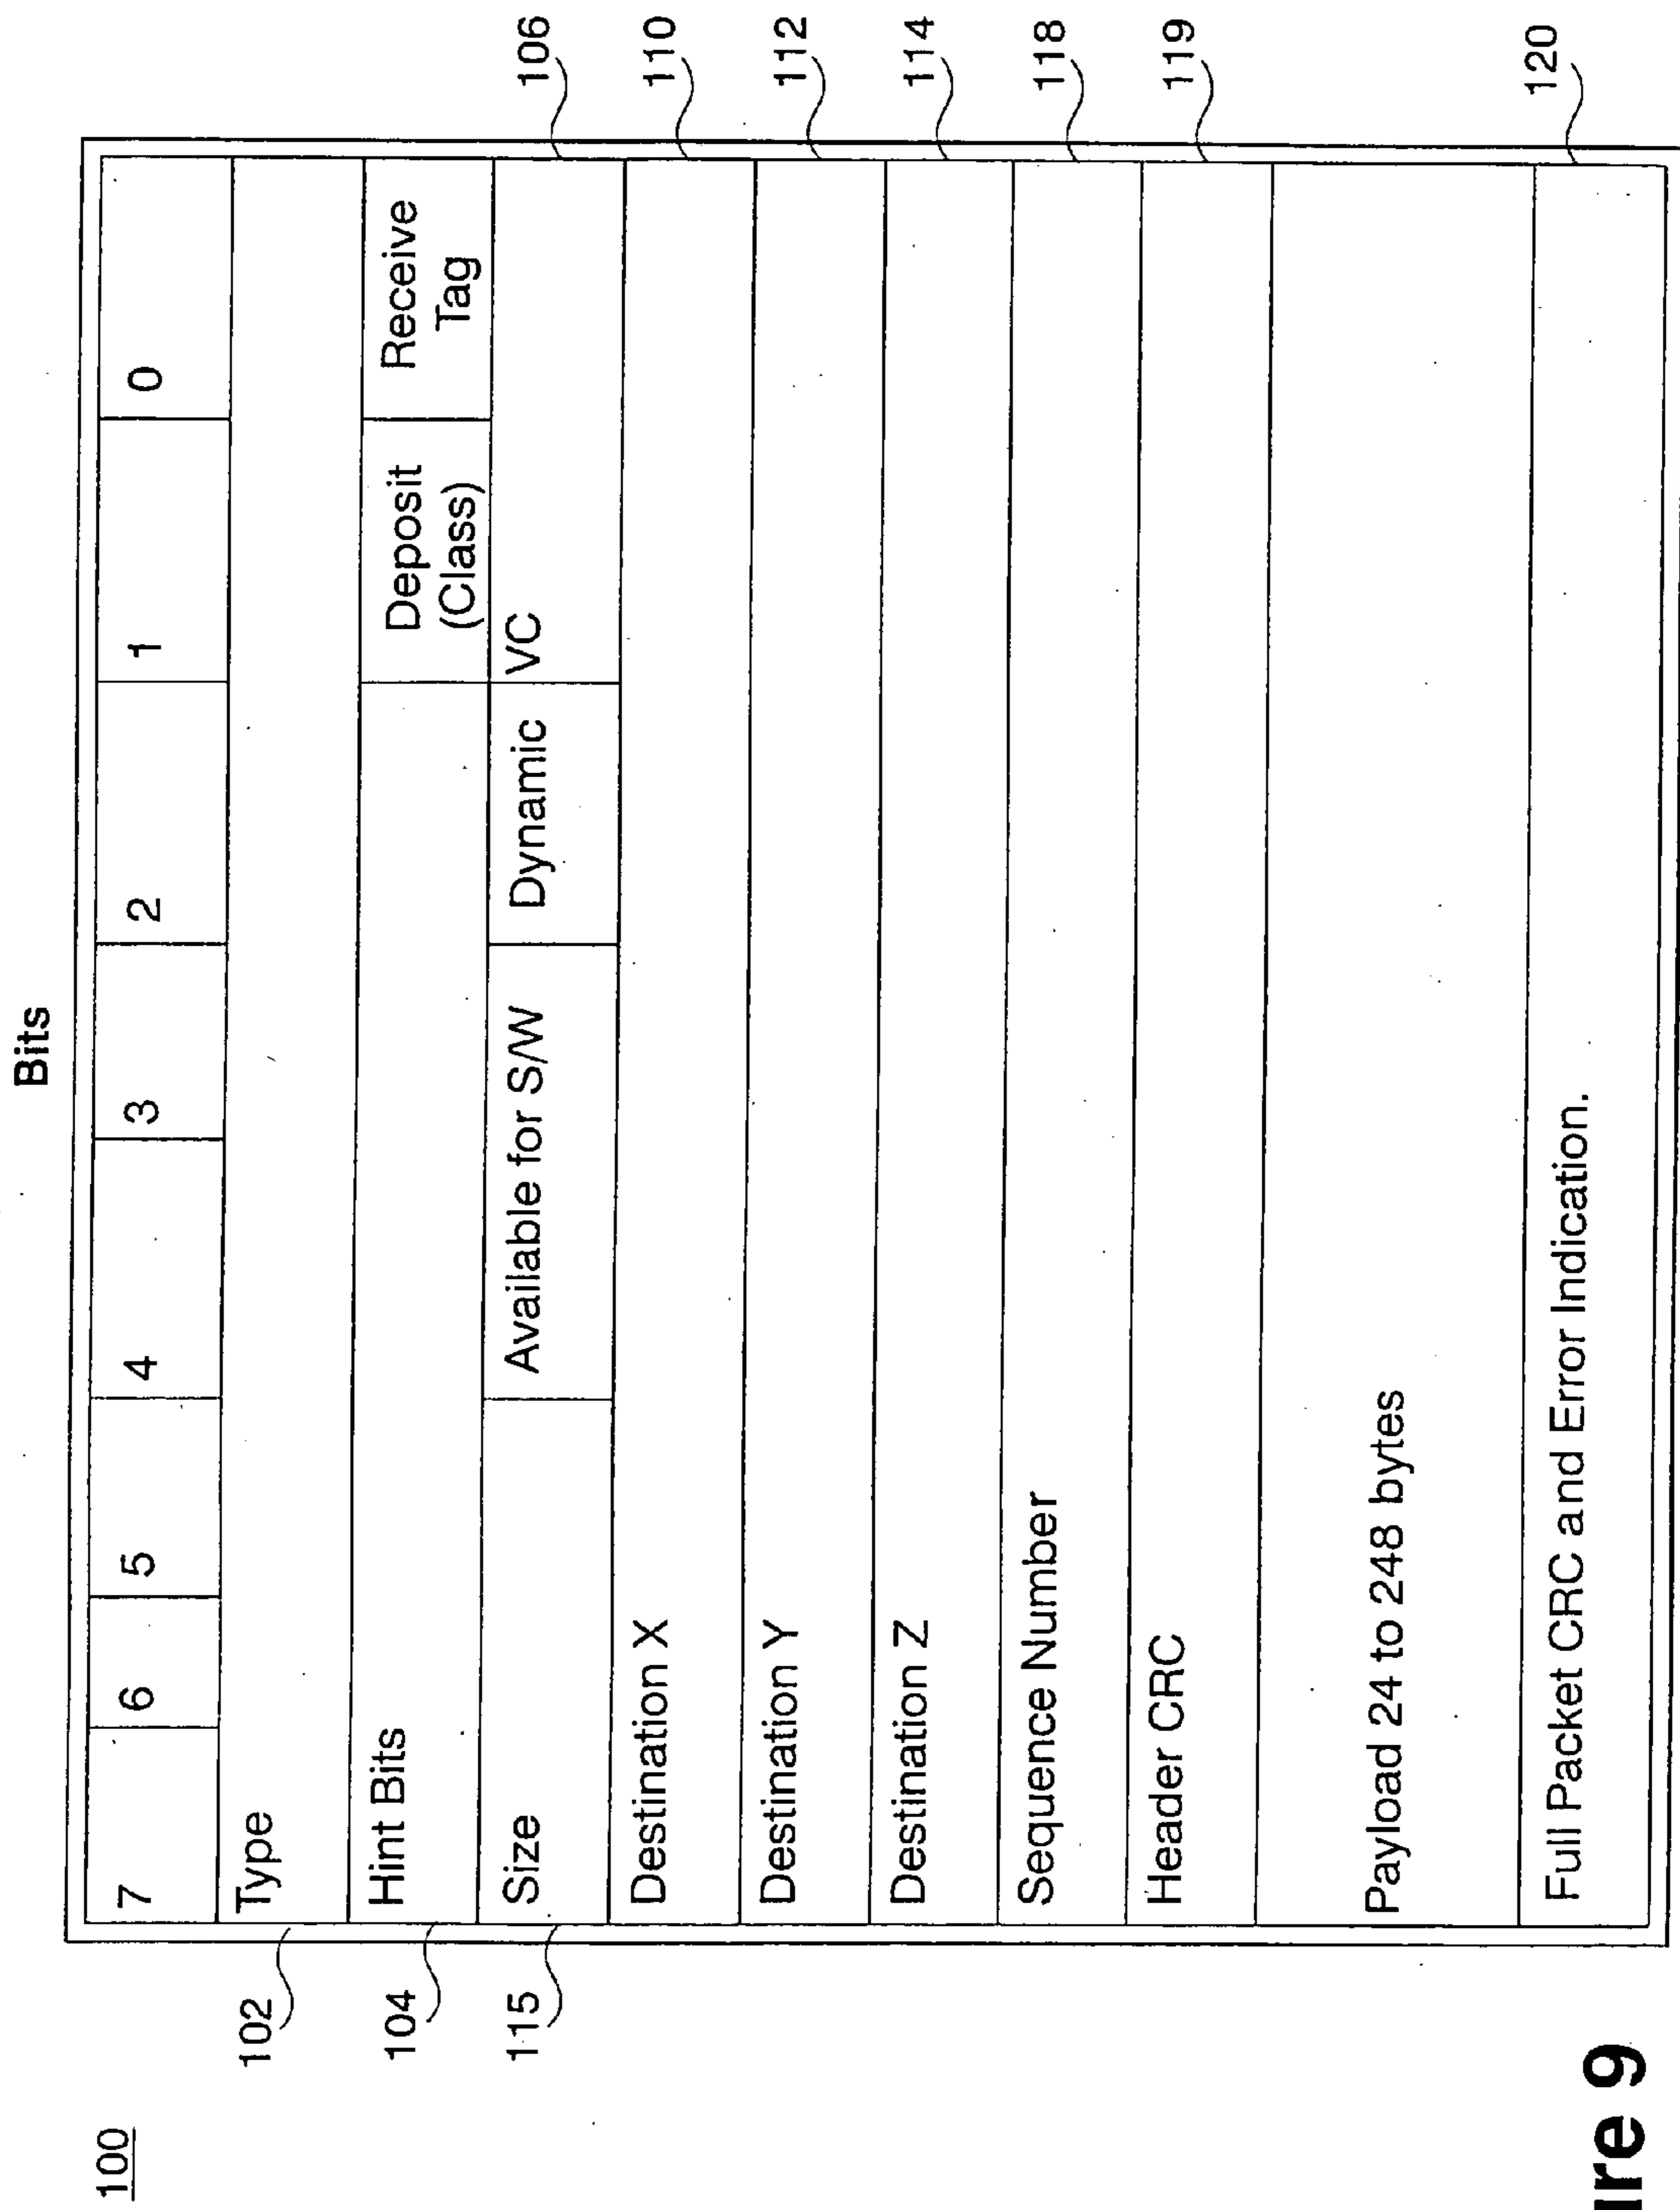 Bits
100
7 6 5 4 3 2 1 0
102 Type
104 Hint Bits Deposit (Class) Receive Tag
115 Size Available for S/W Dynamic VC 106
Destination X 110
Destination Y 112
Destination Z 114
Sequence Number 118
Header CRC 119
Payload 24 to 248 bytes
Full Packet CRC and Error Indication. 120
ure 9